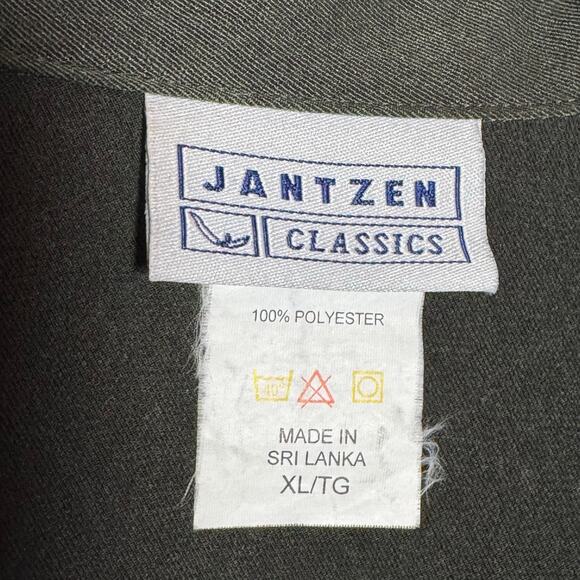 JANTZEN
CLASSICS
100% POLYESTER
40°
MADE IN
SRI LANKA
XL/TG